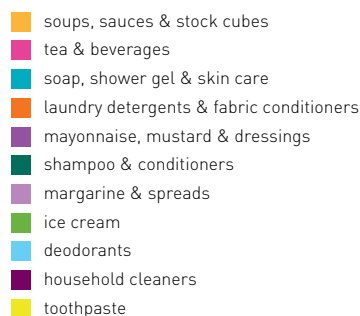 soups, sauces & stock cubes
tea & beverages
soap, shower gel & skin care
laundry detergents & fabric conditioners
mayonnaise, mustard & dressings
shampoo & conditioners
margarine & spreads
ice cream
deodorants
household cleaners
toothpaste